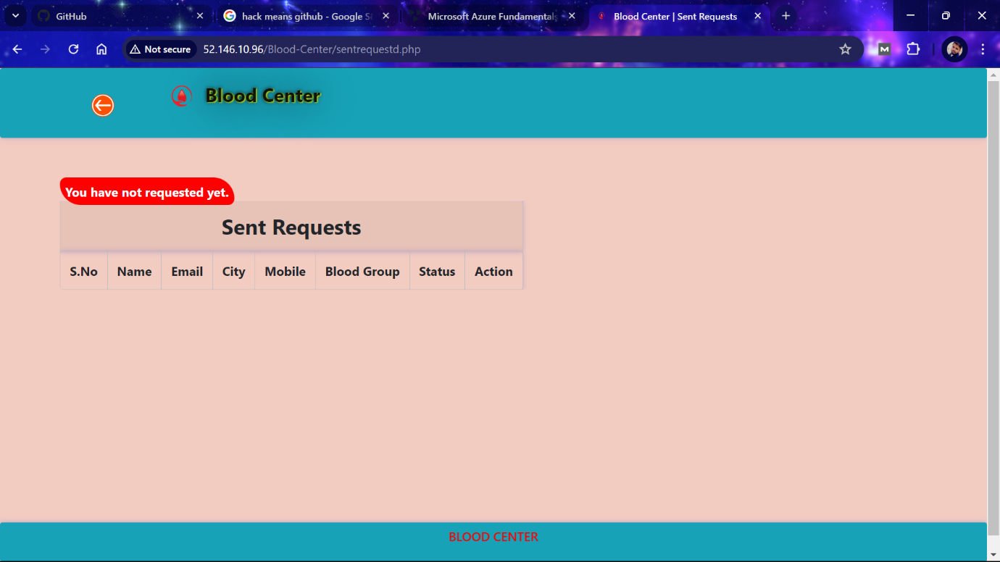 GitHub
hack means github - Google S
Microsoft Azure Fundamentals
Blood Center | Sent Requests
Not secure
52.146.10.96/Blood-Center/sentrequestd.php
M
Blood Center
You have not requested yet.
Sent Requests
S.No Name Email City Mobile Blood Group Status Action
BLOOD CENTER